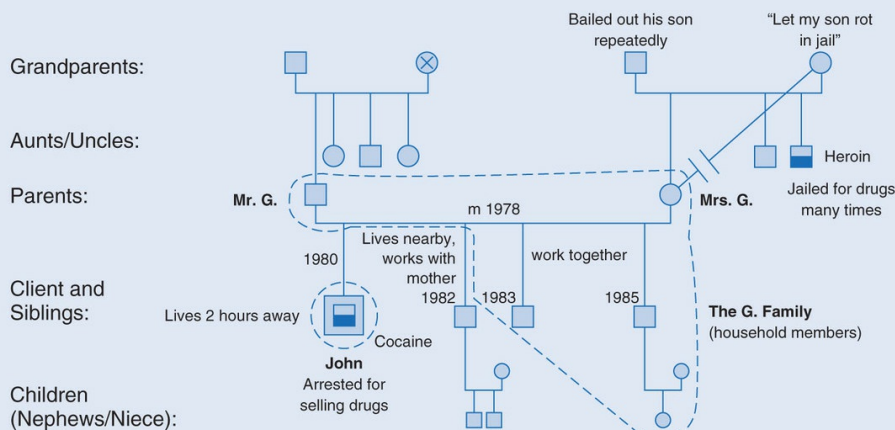 Bailed out his son
repeatedly
“Let my son rot
in jail”
Grandparents:
Aunts/Uncles:
Heroin
Jailed for drugs
many times
Parents:
Mr. G.
Mrs. G.
m 1978
Lives nearby,
works with
mother
1980
work together
1982
1983
1985
Client and
Siblings:
Lives 2 hours away
Cocaine
The G. Family
(household members)
John
Arrested for
selling drugs
Children
(Nephews/Niece):